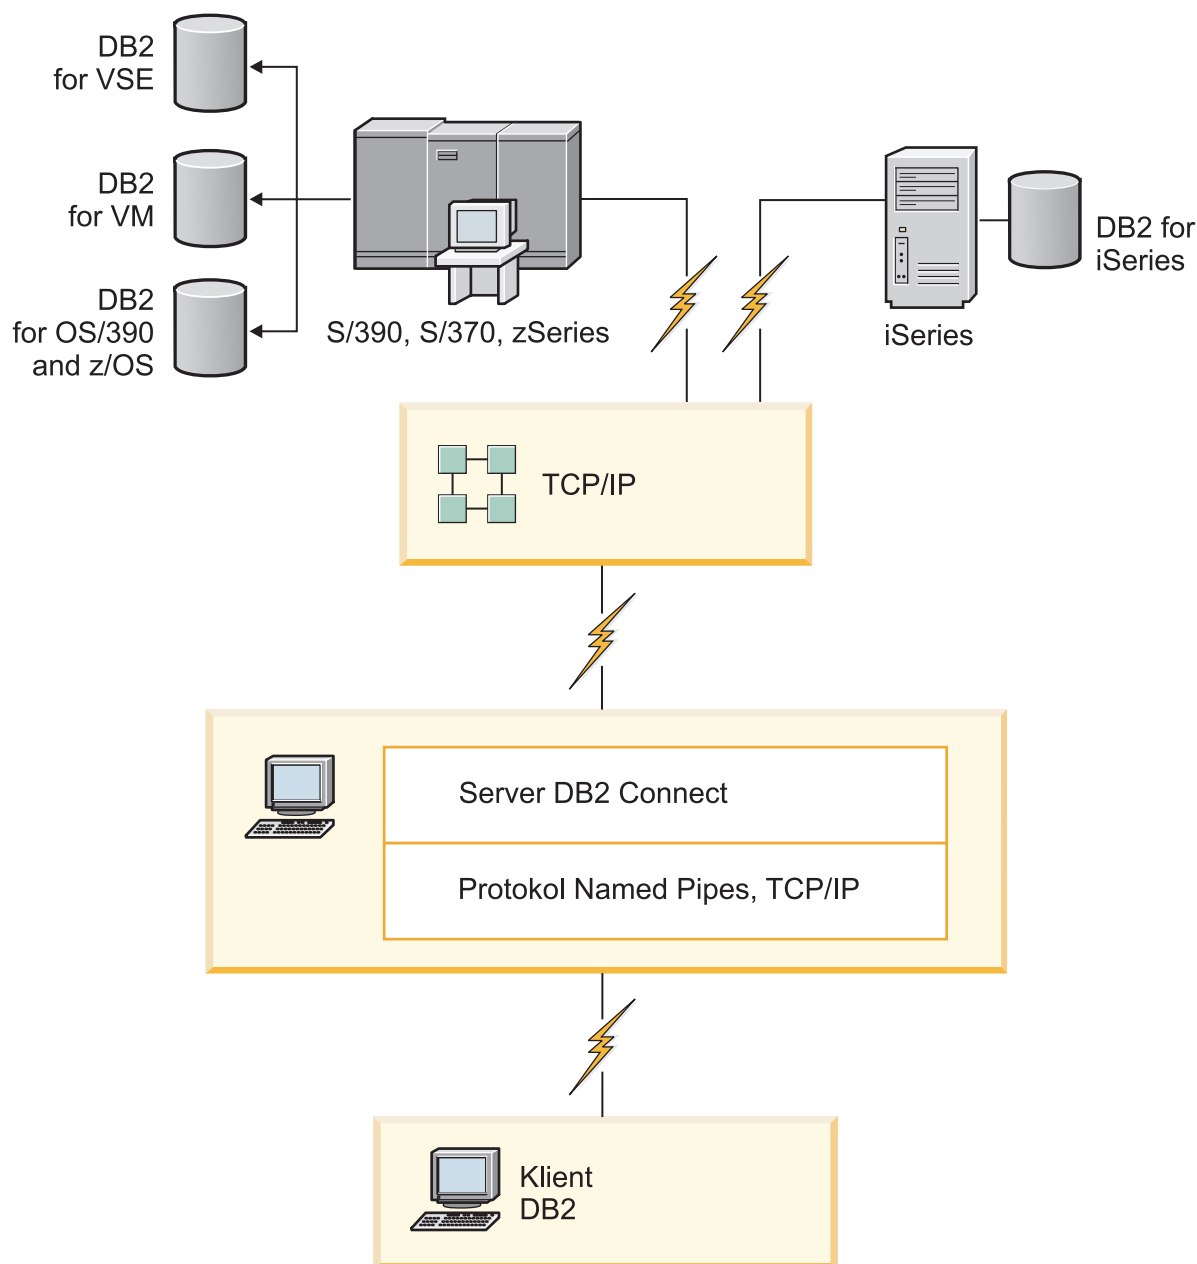 DB2
for VSE
DB2
for VM
DB2
for OS/390
and z/OS
S/390, S/370, zSeries
iSeries
DB2 for
iSeries
TCP/IP
Server DB2 Connect
Protokol Named Pipes, TCP/IP
Klient
DB2